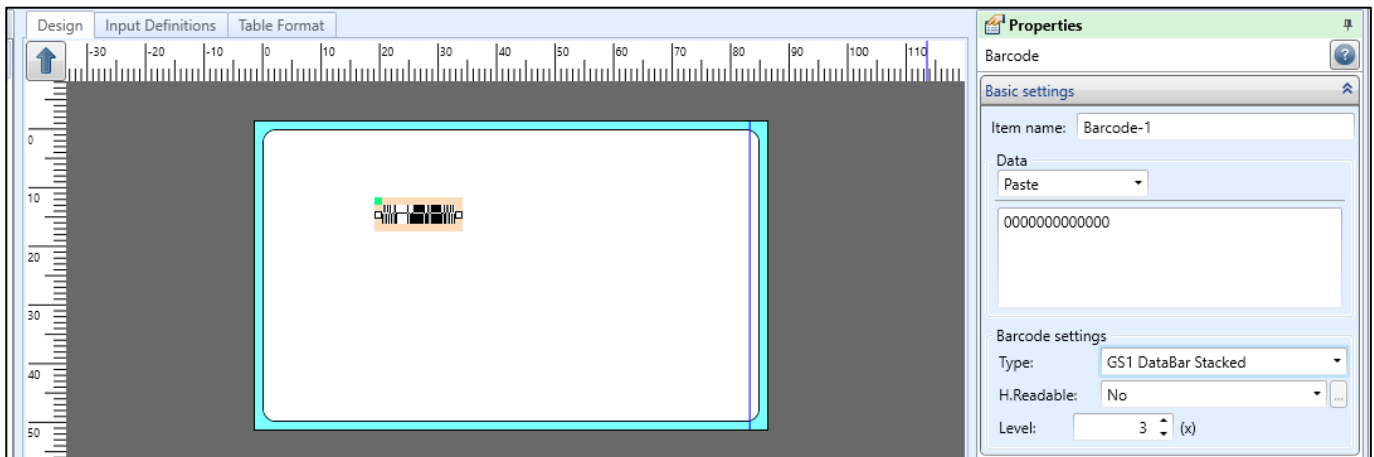 Design Input Definitions Table Format
-30 -20 -10 0 10 20 30 40 50 60 70 80 90 100 110
0
10
20
30
40
50
Properties
Barcode
?
Basic settings
Item name: Barcode-1
Data
Paste
0000000000000
Barcode settings
Type: GS1 DataBar Stacked
H.Readable: No ...
Level: 3 (x)